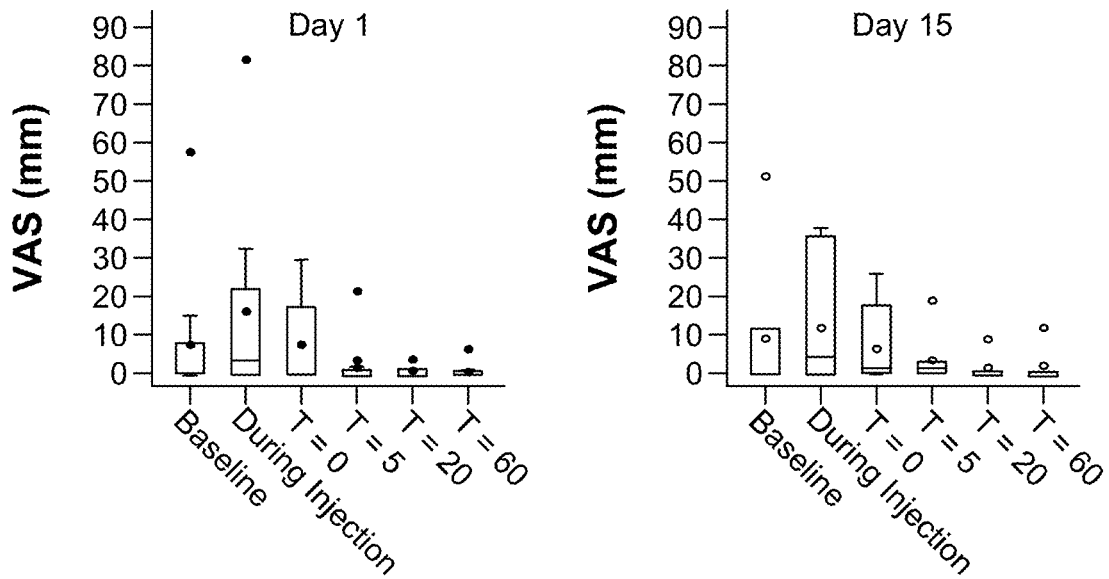 Day 1
VAS (mm)
90
80
70
60
50
40
30
20
10
0
Baseline
During Injection
T = 0
T = 5
T = 20
T = 60
Day 15
VAS (mm)
90
80
70
60
50
40
30
20
10
0
Baseline
During Injection
T = 0
T = 5
T = 20
T = 60